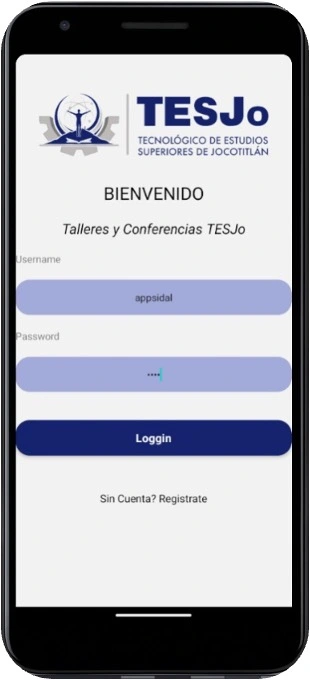 TESJo
TECNOLÓGICO DE ESTUDIOS
SUPERIORES DE JOCOTITLÁN
BIENVENIDO
Talleres y Conferencias TESJo
Username
appsidal
Password
••••
Loggin
Sin Cuenta? Registrate